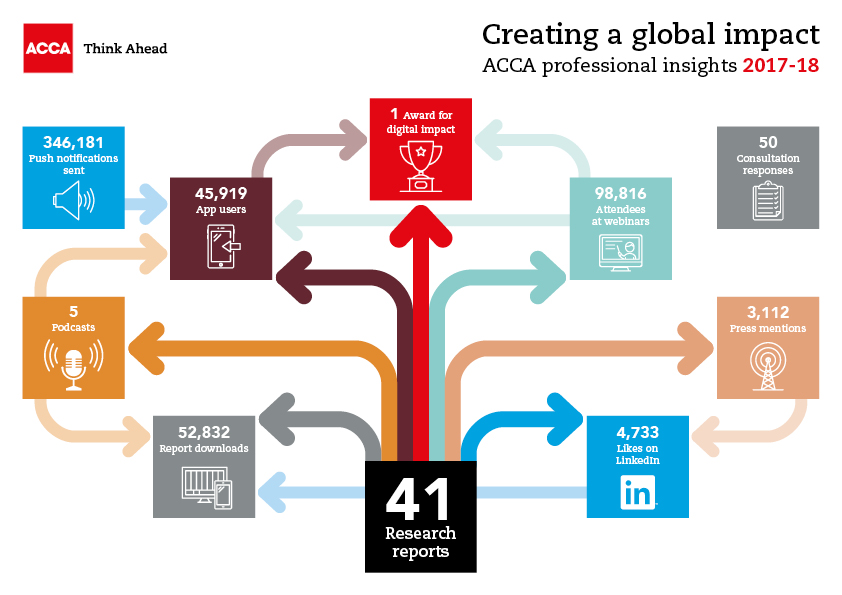 ACCA
Think Ahead
Creating a global impact
ACCA professional insights 2017-18
346,181
Push notifications
sent
45,919
App users
1 Award for
digital impact
98,816
Attendees
at webinars
50
Consultation
responses
5
Podcasts
3,112
Press mentions
52,832
Report downloads
4,733
Likes on
LinkedIn
in
41
Research
reports